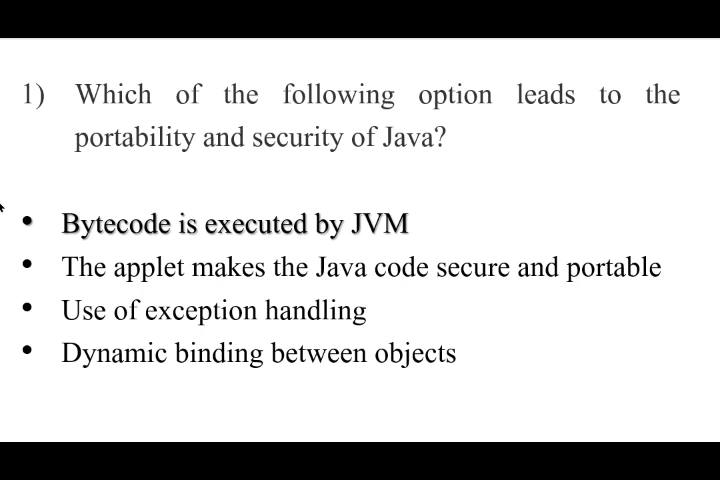 1) Which of the following option leads to the
portability and security of Java?
• Bytecode is executed by JVM
• The applet makes the Java code secure and portable
• Use of exception handling
• Dynamic binding between objects